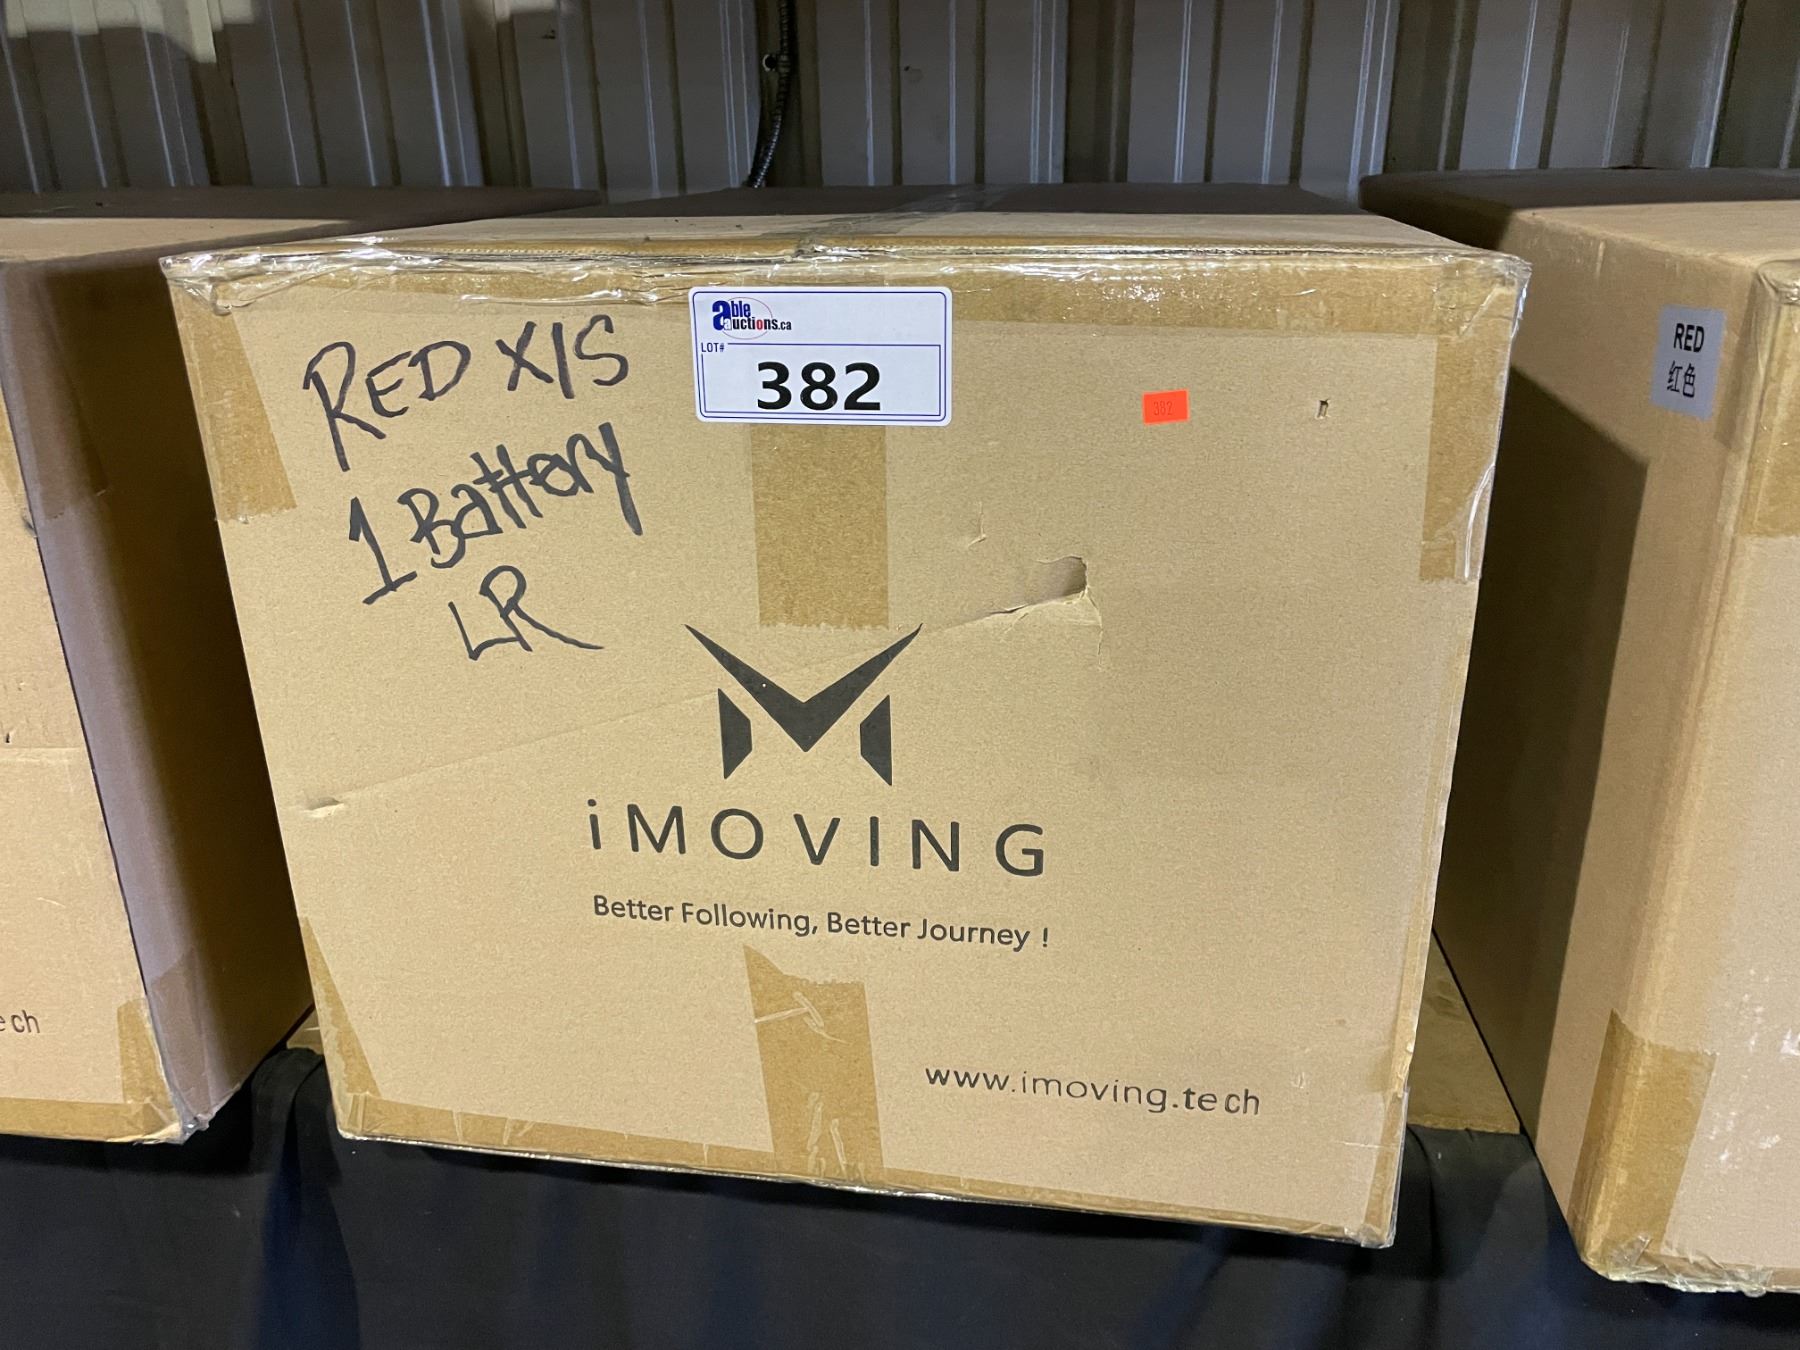 able
auctions.ca
LOT#
382
382
RED X/S
1 Battery
LR
iMOVING
Better Following, Better Journey !
www.imoving.tech
ech
RED
红色